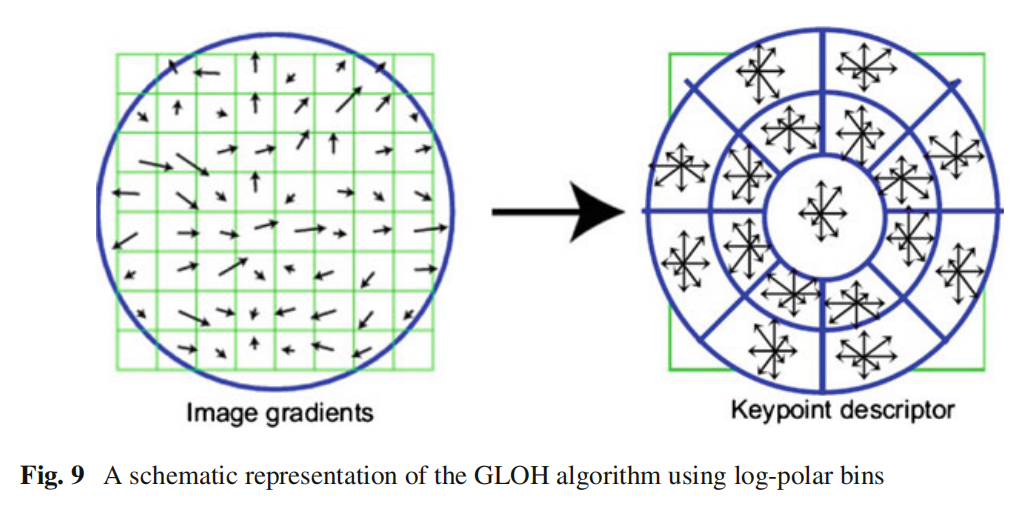 Image gradients
Keypoint descriptor
Fig. 9 A schematic representation of the GLOH algorithm using log-polar bins